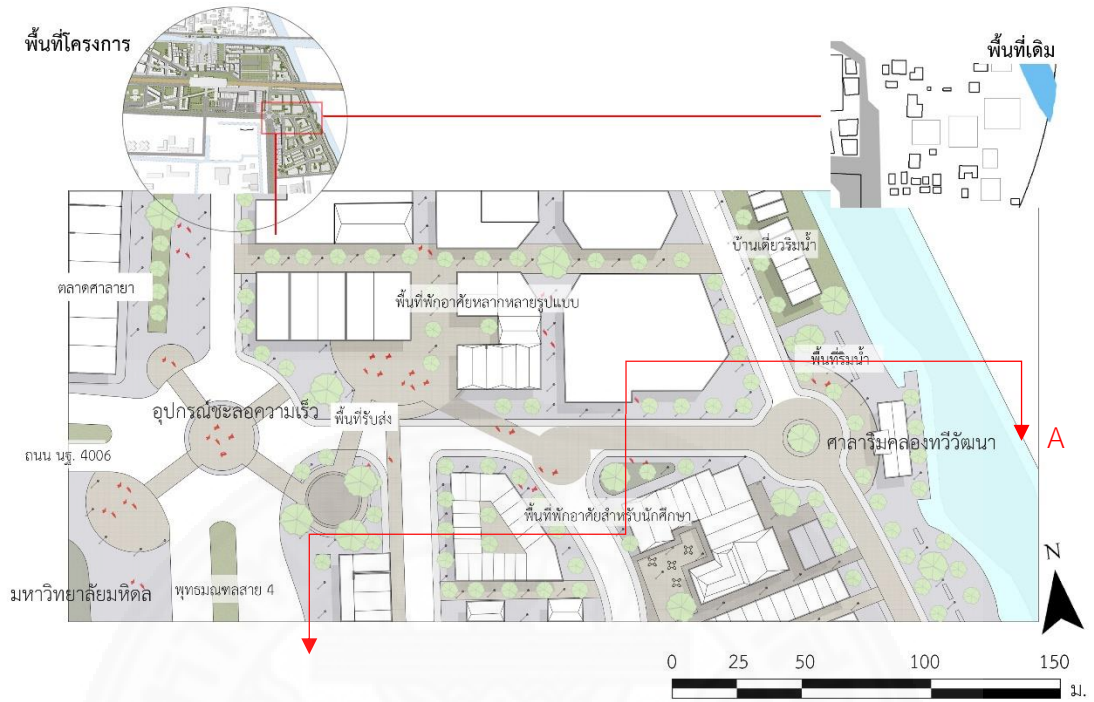 พื้นที่โครงการ
พื้นที่เดิม
บ้านเดี่ยวริมน้ำ
ตลาดศาลายา
พื้นที่พักอาศัยหลากหลายรูปแบบ
พื้นที่ริมน้ำ
อุปกรณ์ชะลอความเร็ว
พื้นที่รับส่ง
ศาลาริมคลองทวีวัฒนา
A
ถนน นฐ. 4006
พื้นที่พักอาศัยสำหรับนักศึกษา
N
มหาวิทยาลัยมหิดล
พุทธมณฑลสาย 4
0 25 50 100 150
ม.